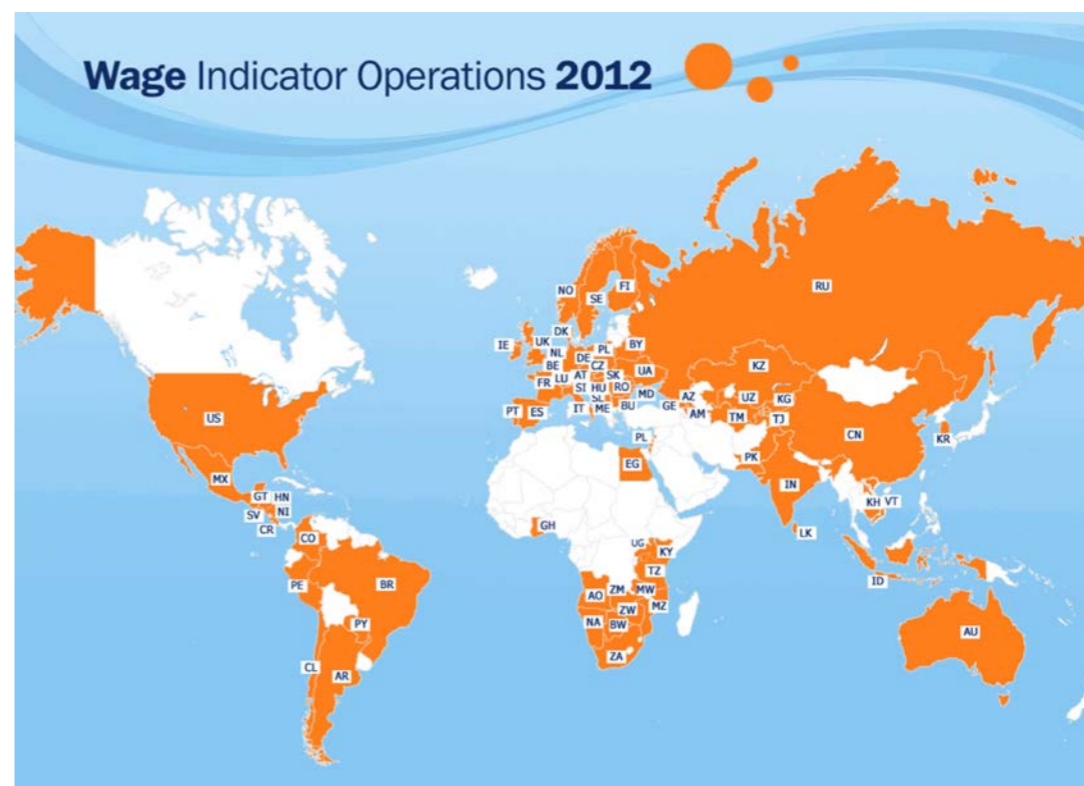 Wage Indicator Operations 2012
RU
NO
SE
FI
DK
IE
UK
NL
PL
BY
BE
DE
CZ
FR
LU
AT
SK
UA
KZ
SI
HU
RO
SL
MD
AZ
UZ
KG
PT
ES
IT
ME
BU
GE
AM
TM
TJ
US
PL
CN
KR
EG
PK
MX
IN
GT
HN
SV
NI
KH
VT
CR
GH
LK
CO
UG
KY
TZ
ID
PE
BR
AO
ZM
MW
MZ
ZW
PY
NA
BW
AU
ZA
CL
AR